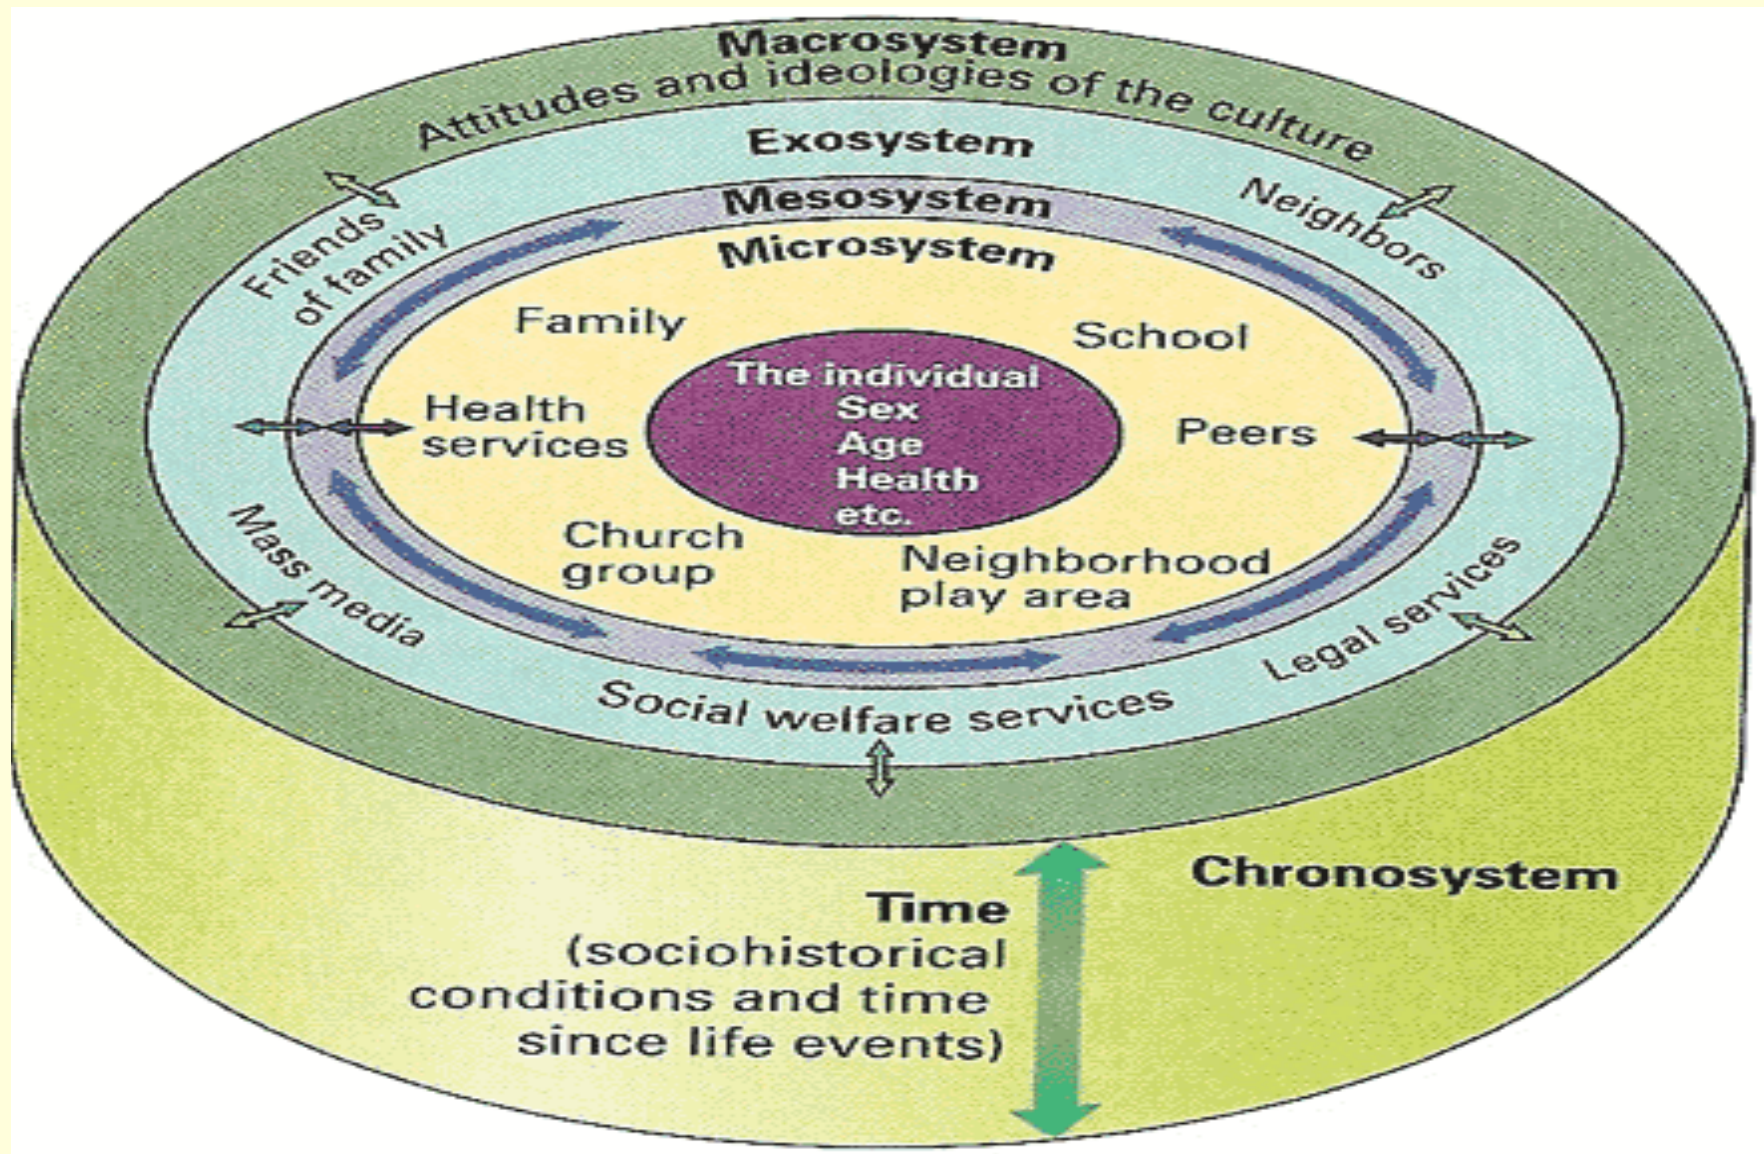 Macrosystem
Attitudes and ideologies of the culture
Exosystem
Mesosystem
Microsystem
Friends
of family
Neighbors
Family
School
The individual
Sex
Age
Health
etc.
Health
services
Peers
Church
group
Neighborhood
play area
Mass media
Legal services
Social welfare services
Chronosystem
Time
(sociohistorical
conditions and time
since life events)